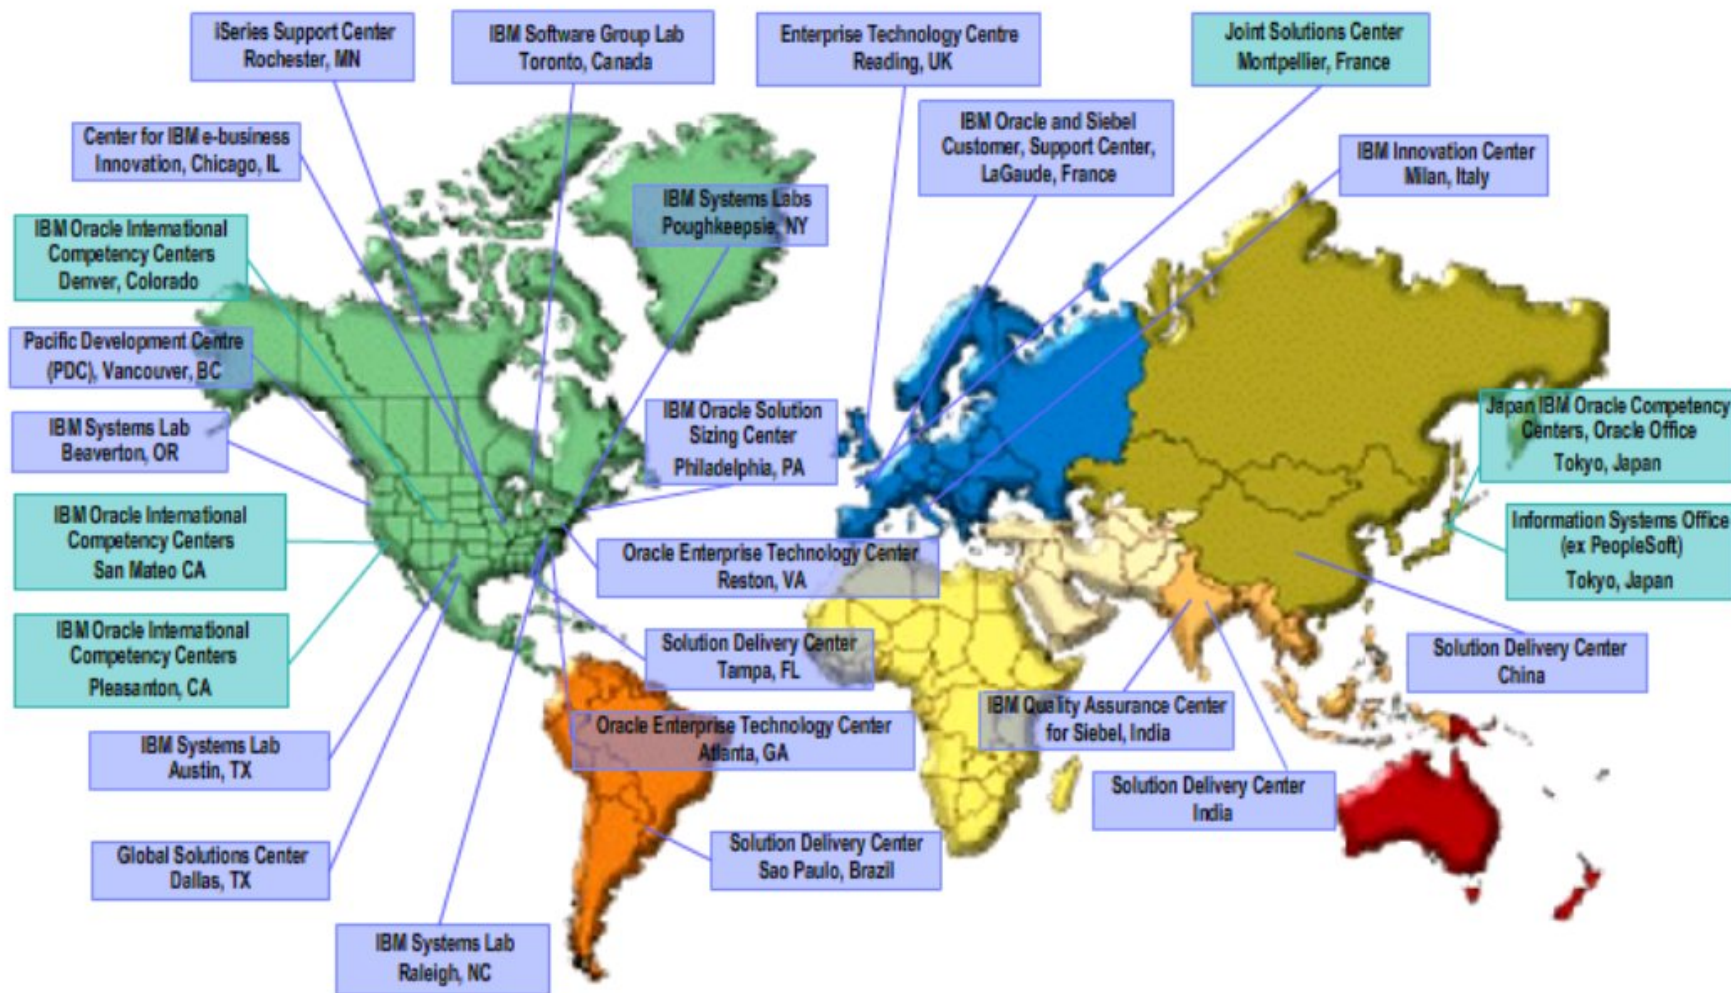 iSeries Support Center
Rochester, MN
IBM Software Group Lab
Toronto, Canada
Enterprise Technology Centre
Reading, UK
Joint Solutions Center
Montpellier, France
Center for IBM e-business
Innovation, Chicago, IL
IBM Oracle and Siebel
Customer, Support Center,
LaGaude, France
IBM Innovation Center
Milan, Italy
IBM Systems Labs
Poughkeepsie, NY
IBM Oracle International
Competency Centers
Denver, Colorado
Pacific Development Centre
(PDC), Vancouver, BC
IBM Systems Lab
Beaverton, OR
IBM Oracle Solution
Sizing Center
Philadelphia, PA
Japan IBM Oracle Competency
Centers, Oracle Office
Tokyo, Japan
IBM Oracle International
Competency Centers
San Mateo CA
Information Systems Office
(ex PeopleSoft)
Tokyo, Japan
Oracle Enterprise Technology Center
Reston, VA
IBM Oracle International
Competency Centers
Pleasanton, CA
Solution Delivery Center
Tampa, FL
Solution Delivery Center
China
IBM Quality Assurance Center
for Siebel, India
Oracle Enterprise Technology Center
Atlanta, GA
IBM Systems Lab
Austin, TX
Solution Delivery Center
India
Global Solutions Center
Dallas, TX
Solution Delivery Center
Sao Paulo, Brazil
IBM Systems Lab
Raleigh, NC